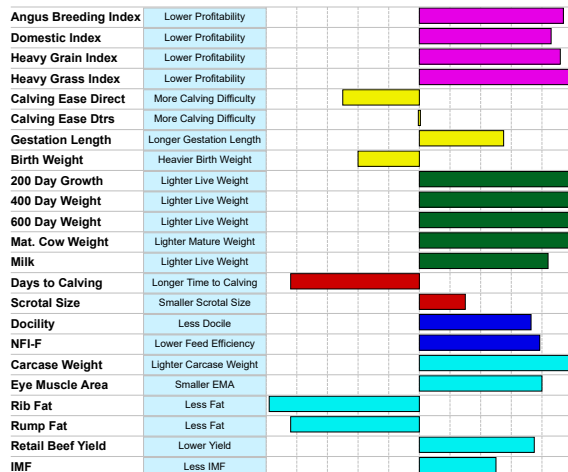 Angus Breeding Index Lower Profitability
Domestic Index Lower Profitability
Heavy Grain Index Lower Profitability
Heavy Grass Index Lower Profitability
Calving Ease Direct More Calving Difficulty
Calving Ease Dtrs More Calving Difficulty
Gestation Length Longer Gestation Length
Birth Weight Heavier Birth Weight
200 Day Growth Lighter Live Weight
400 Day Weight Lighter Live Weight
600 Day Weight Lighter Live Weight
Mat. Cow Weight Lighter Mature Weight
Milk Lighter Live Weight
Days to Calving Longer Time to Calving
Scrotal Size Smaller Scrotal Size
Docility Less Docile
NFI-F Lower Feed Efficiency
Carcase Weight Lighter Carcase Weight
Eye Muscle Area Smaller EMA
Rib Fat Less Fat
Rump Fat Less Fat
Retail Beef Yield Lower Yield
IMF Less IMF